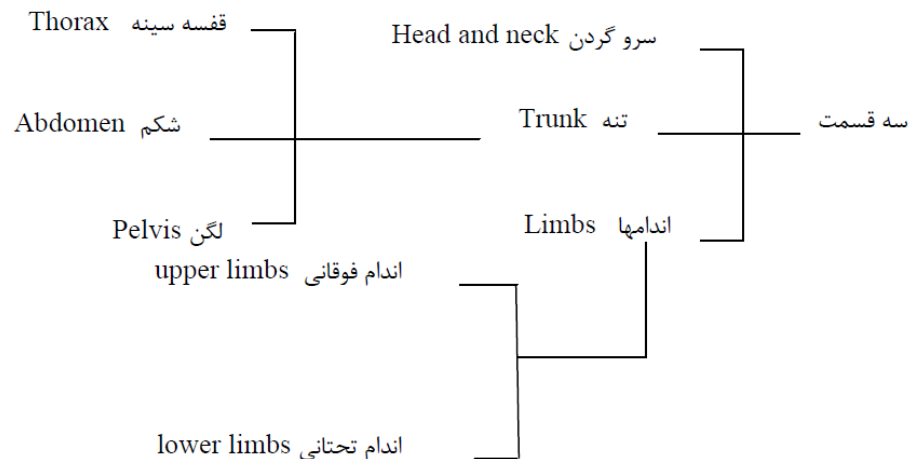 سه قسمت
سرو گردن Head and neck
تنه Trunk
اندامها Limbs
قفسه سینه Thorax
شکم Abdomen
لگن Pelvis
اندام فوقانی upper limbs
اندام تحتانی lower limbs